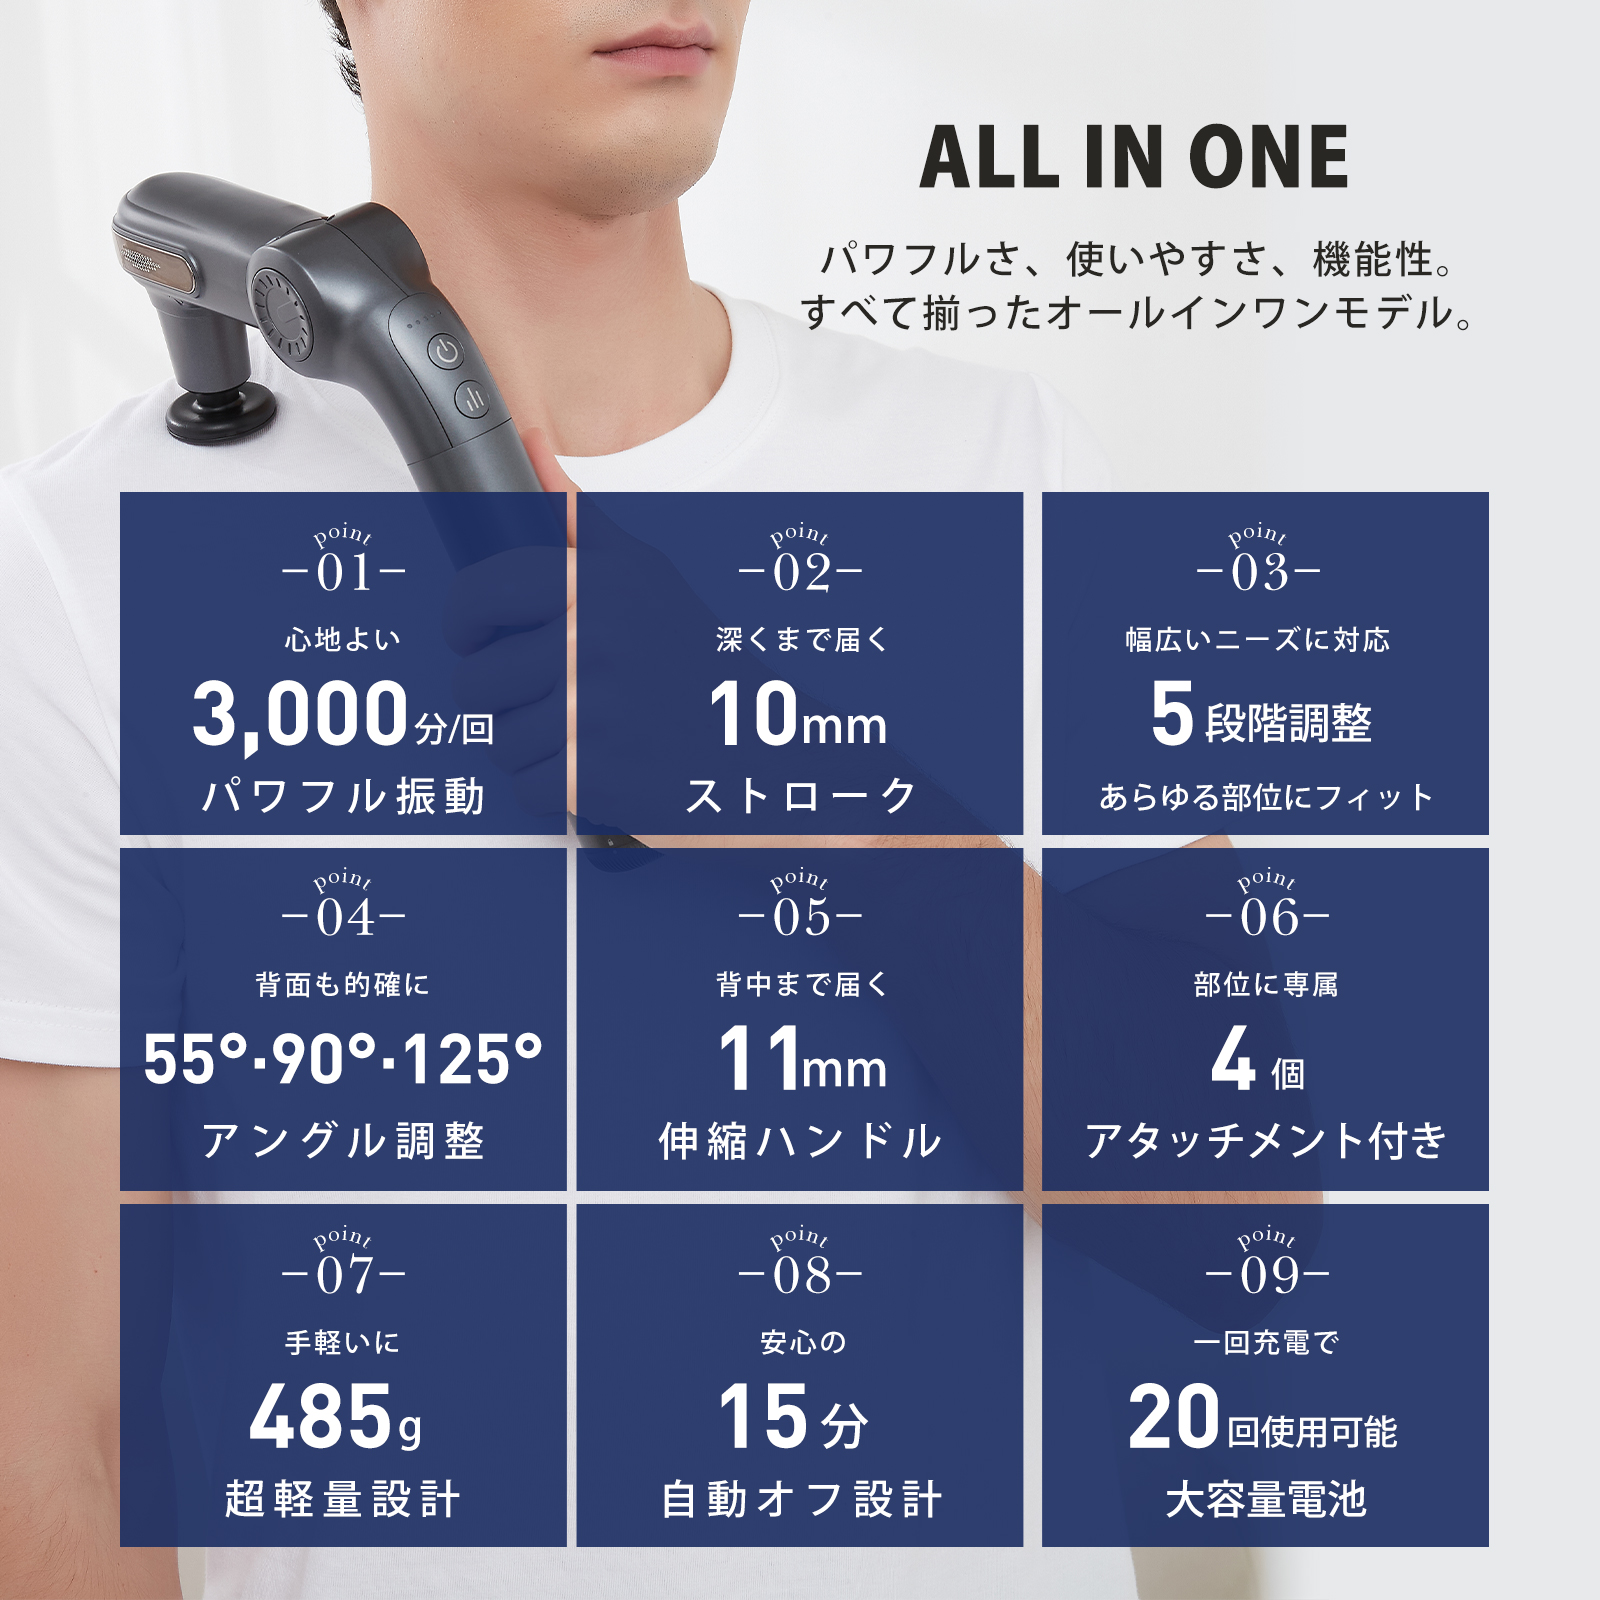 ALL IN ONE
パワフルさ、使いやすさ、機能性。
すべて揃ったオールインワンモデル。
point
01
心地よい
3,000分/回
パワフル振動
point
02
深くまで届く
10mm
ストローク
point
03
幅広いニーズに対応
5段階調整
あらゆる部位にフィット
point
04
背面も的確に
55°·90°·125°
アングル調整
point
05
背中まで届く
11mm
伸縮ハンドル
point
06
部位に専属
4個
アタッチメント付き
point
07
手軽いに
485g
超軽量設計
point
08
安心の
15分
自動オフ設計
point
09
一回充電で
20回使用可能
大容量電池